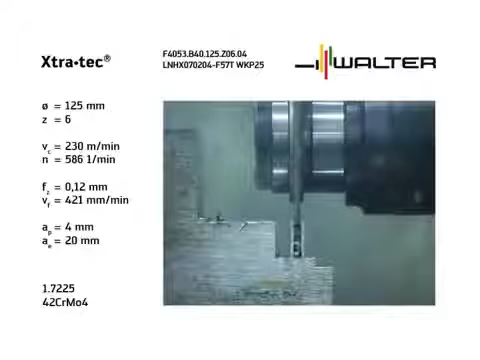 Xtra•tec®
F4053.B40.125.Z06.04
LNHX070204-F57T WKP25
WALTER
ø = 125 mm
z = 6
vc = 230 m/min
n = 586 1/min
fz = 0,12 mm
vf = 421 mm/min
ap = 4 mm
ae = 20 mm
1.7225
42CrMo4